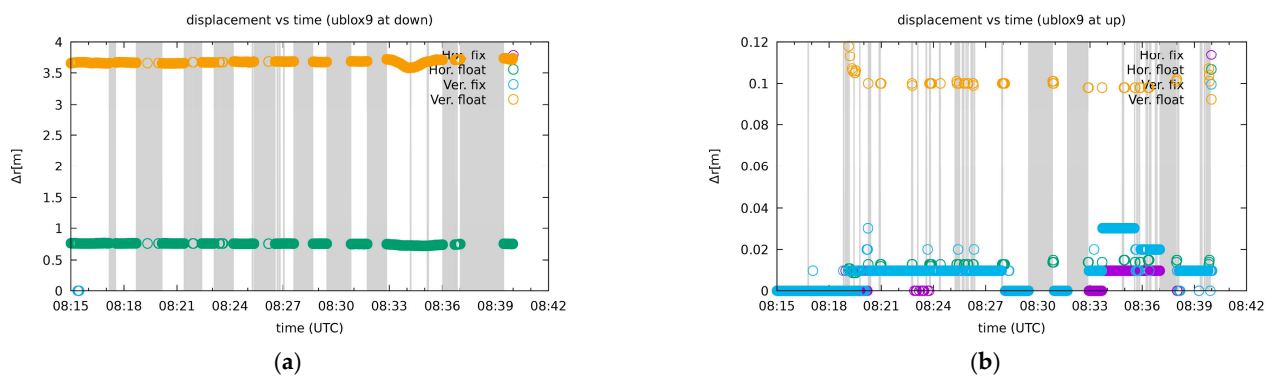 displacement vs time (ublox9 at down)
4
3.5
3
2.5
2
1.5
1
0.5
0
Δr[m]
Hor. fix
Hor. float
Ver. fix
Ver. float
08:15 08:18 08:21 08:24 08:27 08:30 08:33 08:36 08:39 08:42
time (UTC)
(a)
displacement vs time (ublox9 at up)
0.12
0.1
0.08
0.06
0.04
0.02
0
Δr[m]
Hor. fix
Hor. float
Ver. fix
Ver. float
08:15 08:18 08:21 08:24 08:27 08:30 08:33 08:36 08:39 08:42
time (UTC)
(b)